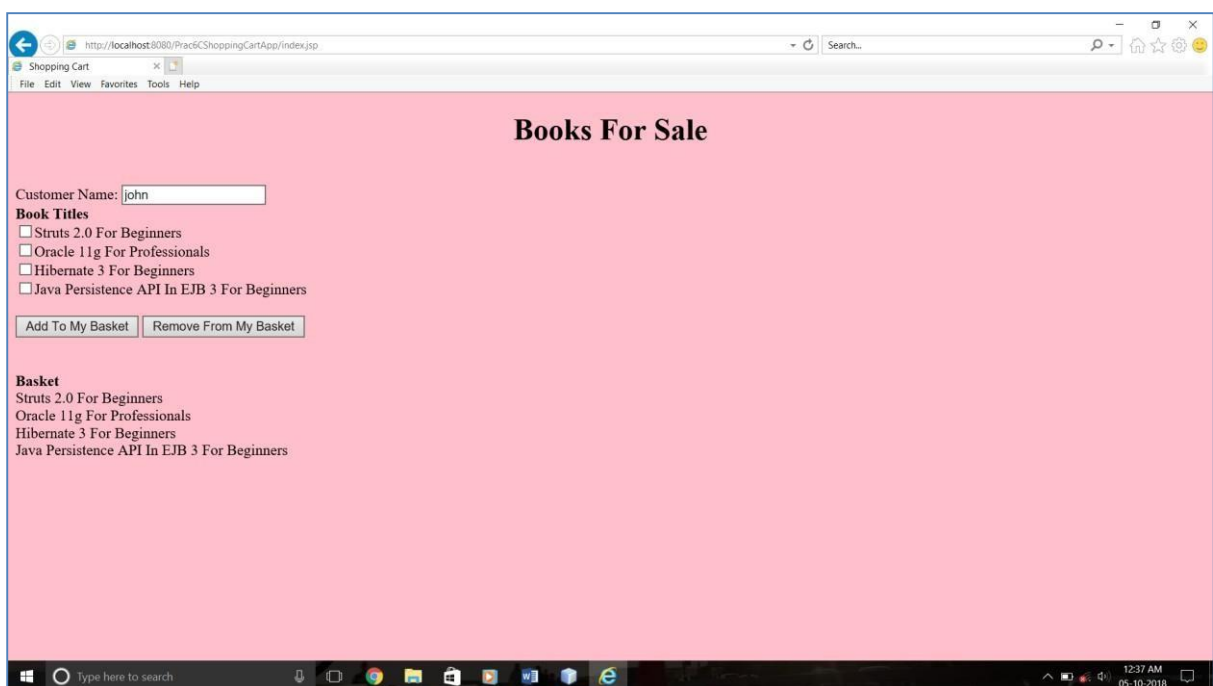 http://localhost:8080/Prac6CShoppingCartApp/index.jsp
Search...
Shopping Cart
File Edit View Favorites Tools Help
Books For Sale
Customer Name: john
Book Titles
Struts 2.0 For Beginners
Oracle 11g For Professionals
Hibernate 3 For Beginners
Java Persistence API In EJB 3 For Beginners
Add To My Basket Remove From My Basket
Basket
Struts 2.0 For Beginners
Oracle 11g For Professionals
Hibernate 3 For Beginners
Java Persistence API In EJB 3 For Beginners
Type here to search
12:37 AM
05-10-2018